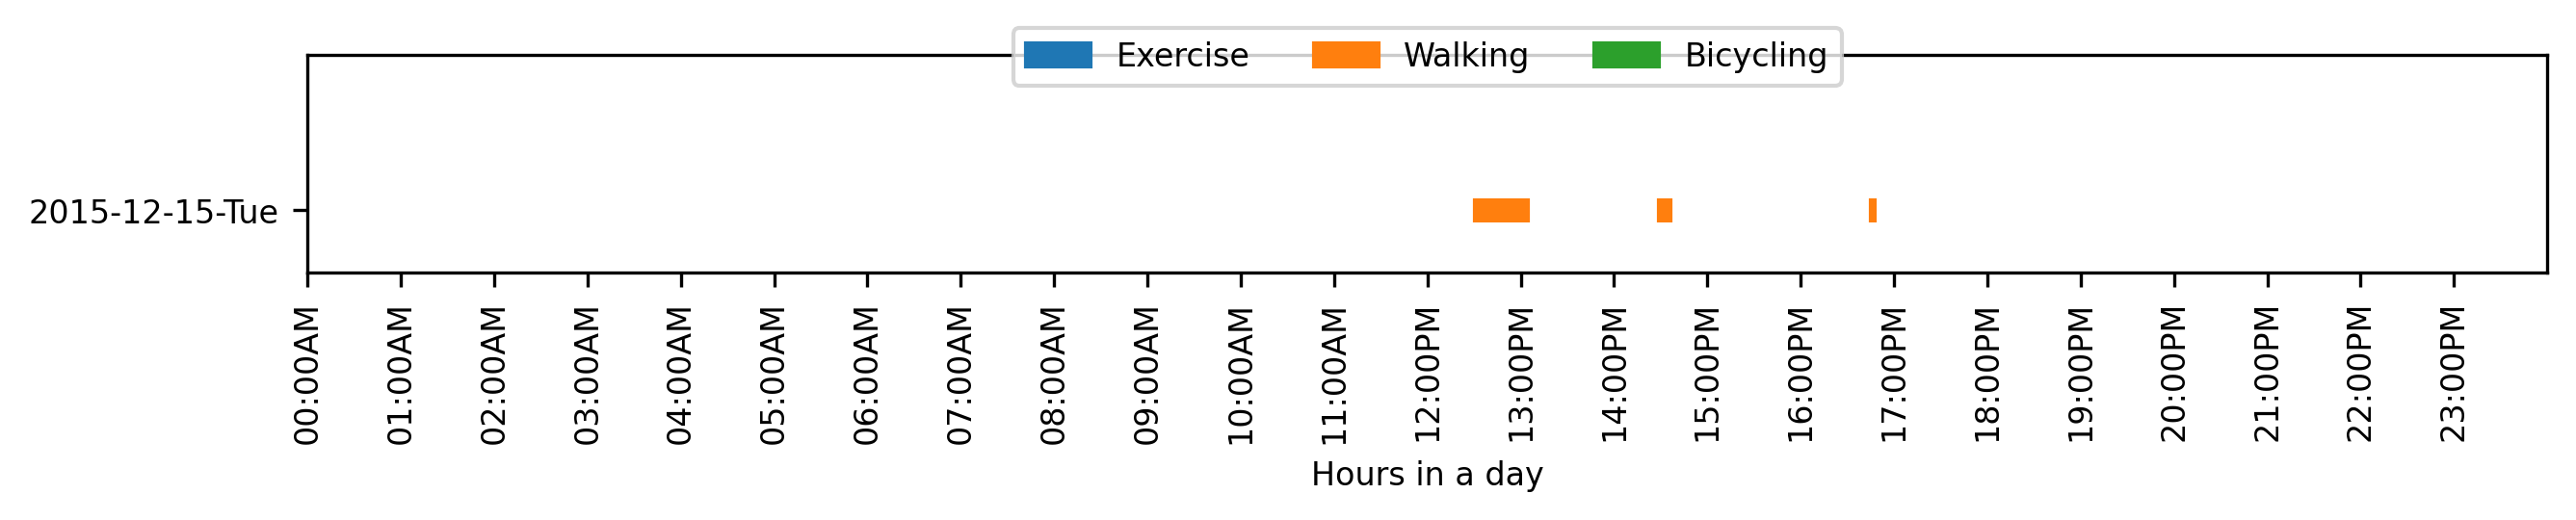 Exercise Walking Bicycling
2015-12-15-Tue
00:00AM 01:00AM 02:00AM 03:00AM 04:00AM 05:00AM 06:00AM 07:00AM 08:00AM 09:00AM 10:00AM 11:00AM 12:00PM 13:00PM 14:00PM 15:00PM 16:00PM 17:00PM 18:00PM 19:00PM 20:00PM 21:00PM 22:00PM 23:00PM
Hours in a day